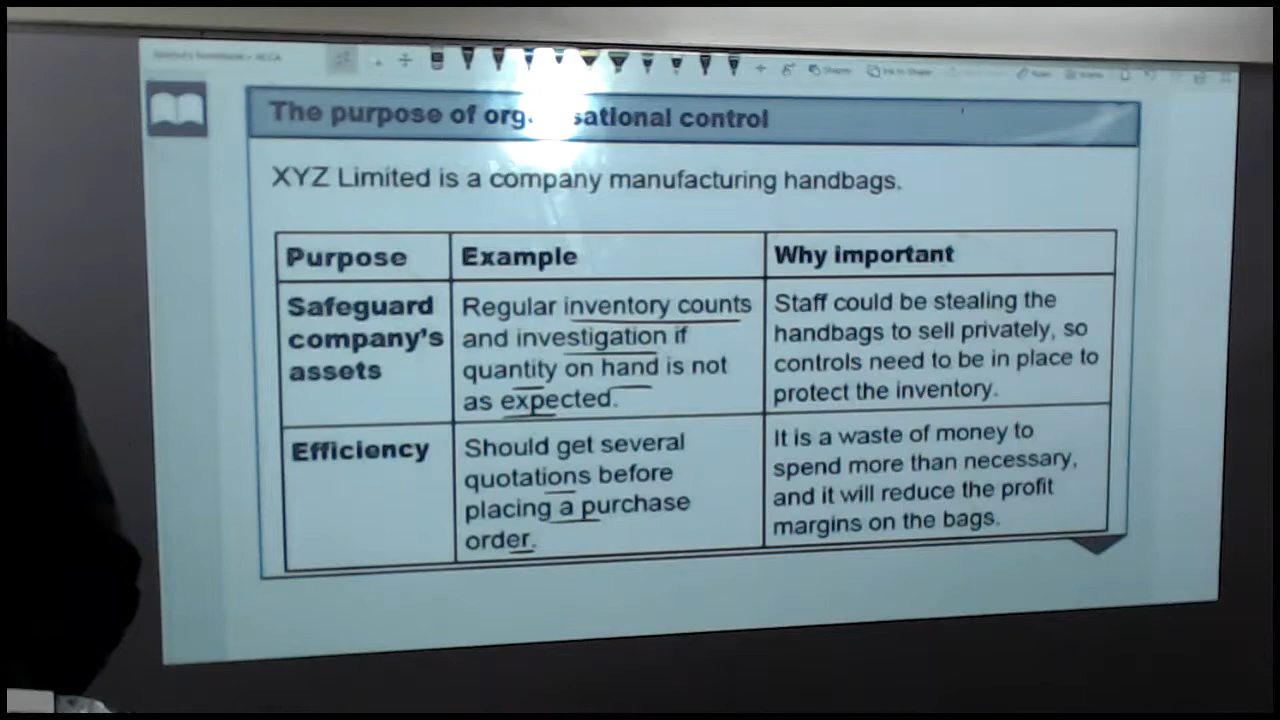 The purpose of org sational control
XYZ Limited is a company manufacturing handbags.
Purpose
Example
Why important
Safeguard
company's
assets
Regular inventory counts
and investigation if
quantity on hand is not
as expected.
Staff could be stealing the
handbags to sell privately, so
controls need to be in place to
protect the inventory.
Efficiency
Should get several
quotations before
placing a purchase
order.
It is a waste of money to
spend more than necessary,
and it will reduce the profit
margins on the bags.